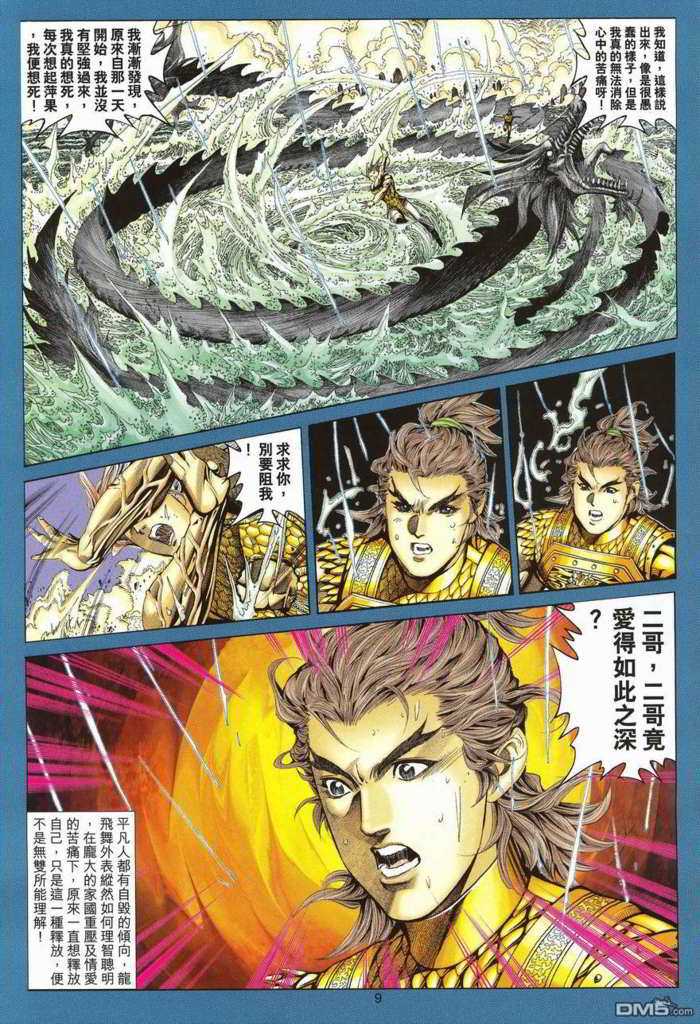 我知道，這樣說
出來，像是很愚
蠢的樣子，但是
我真的無法消除
心中的苦痛呀！
我漸漸發現，
原來自那一天
開始，我並沒
有堅強過來，
我真的想死，
每次想起萍果
，我便想死！
求求你，
別要阻我
！
二哥，二哥竟
愛得如此之深
？
平凡人都有自毀的傾向，龍
飛舞外表縱然如何理智聰明
，在龐大的家國重壓及情愛
的苦痛下，原來一直想釋放
自己，只是這一種釋放，便
不是無雙所能理解！
9
DM5.com